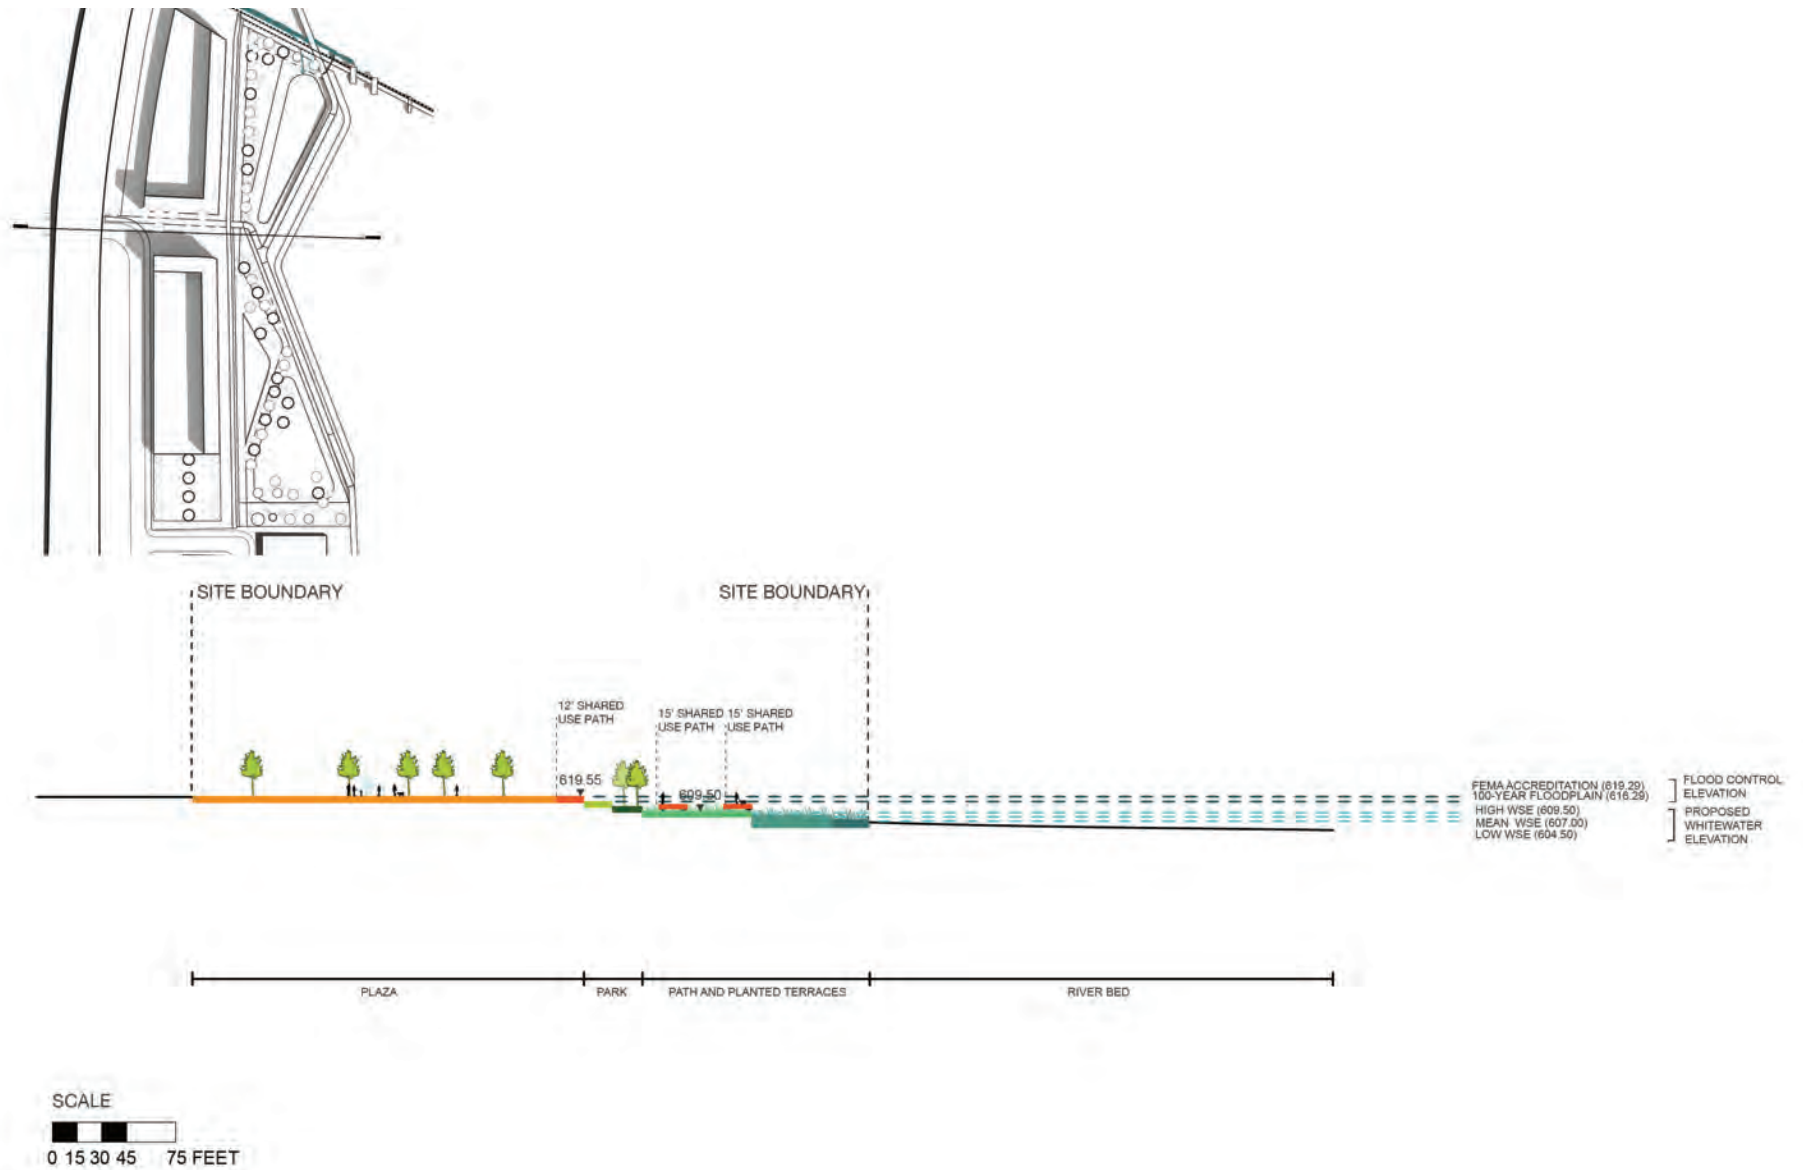 SITE BOUNDARY
SITE BOUNDARY
12' SHARED
USE PATH
15' SHARED
USE PATH
15' SHARED
USE PATH
619.55
609.50
FEMA ACCREDITATION (619.29)
100-YEAR FLOODPLAIN (616.29)
HIGH WSE (609.50)
MEAN WSE (607.00)
LOW WSE (604.50)
FLOOD CONTROL
ELEVATION
PROPOSED
WHITEWATER
ELEVATION
PLAZA
PARK
PATH AND PLANTED TERRACES
RIVER BED
SCALE
0 15 30 45 75 FEET